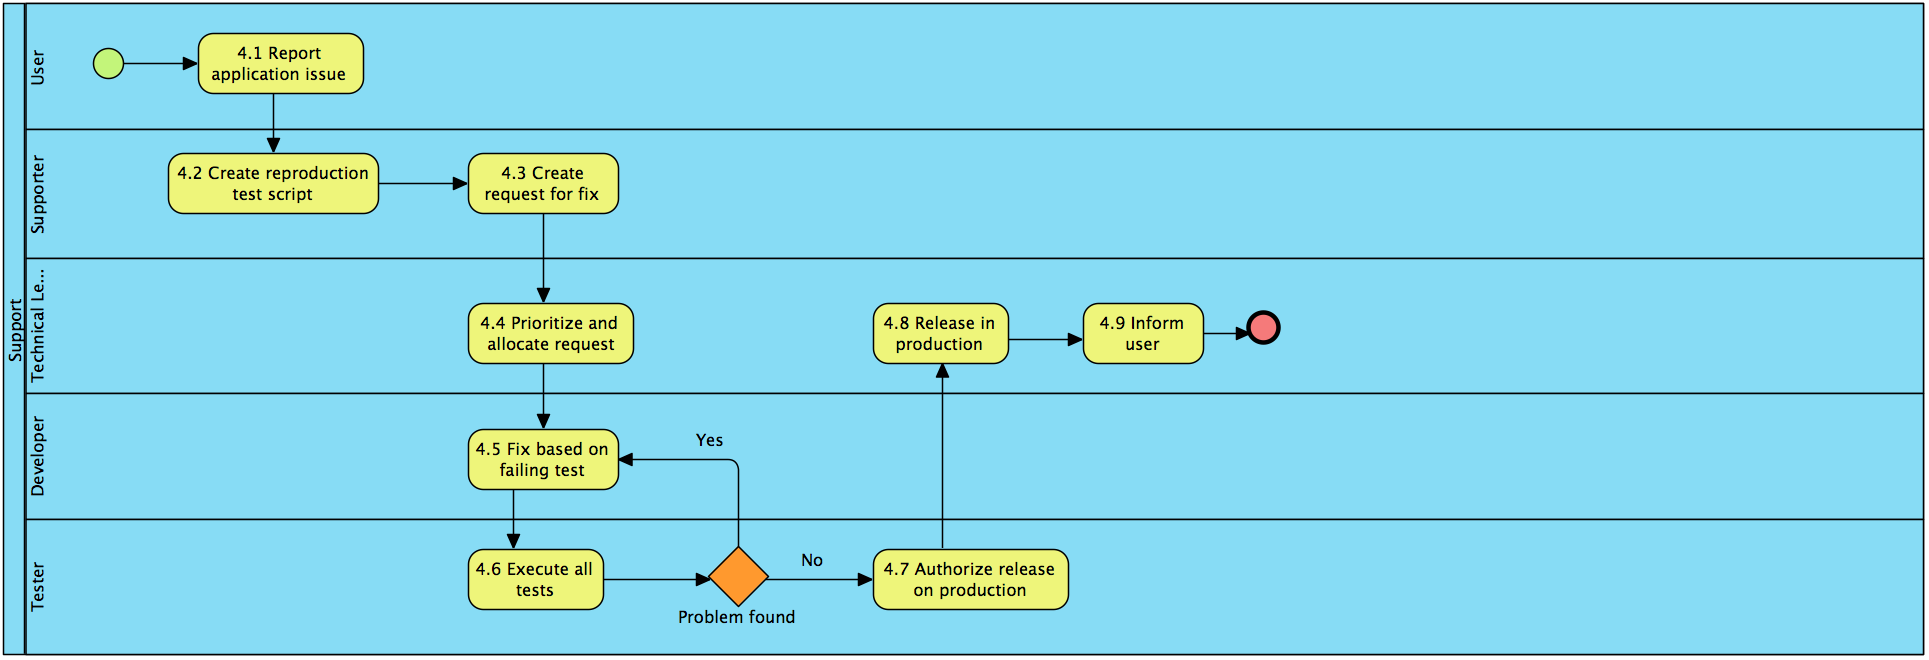 Support
User
4.1 Report
application issue
Supporter
4.2 Create reproduction
test script
4.3 Create
request for fix
Technical Le...
4.4 Prioritize and
allocate request
4.8 Release in
production
4.9 Inform
user
Developer
4.5 Fix based on
failing test
Yes
Tester
4.6 Execute all
tests
Problem found
No
4.7 Authorize release
on production